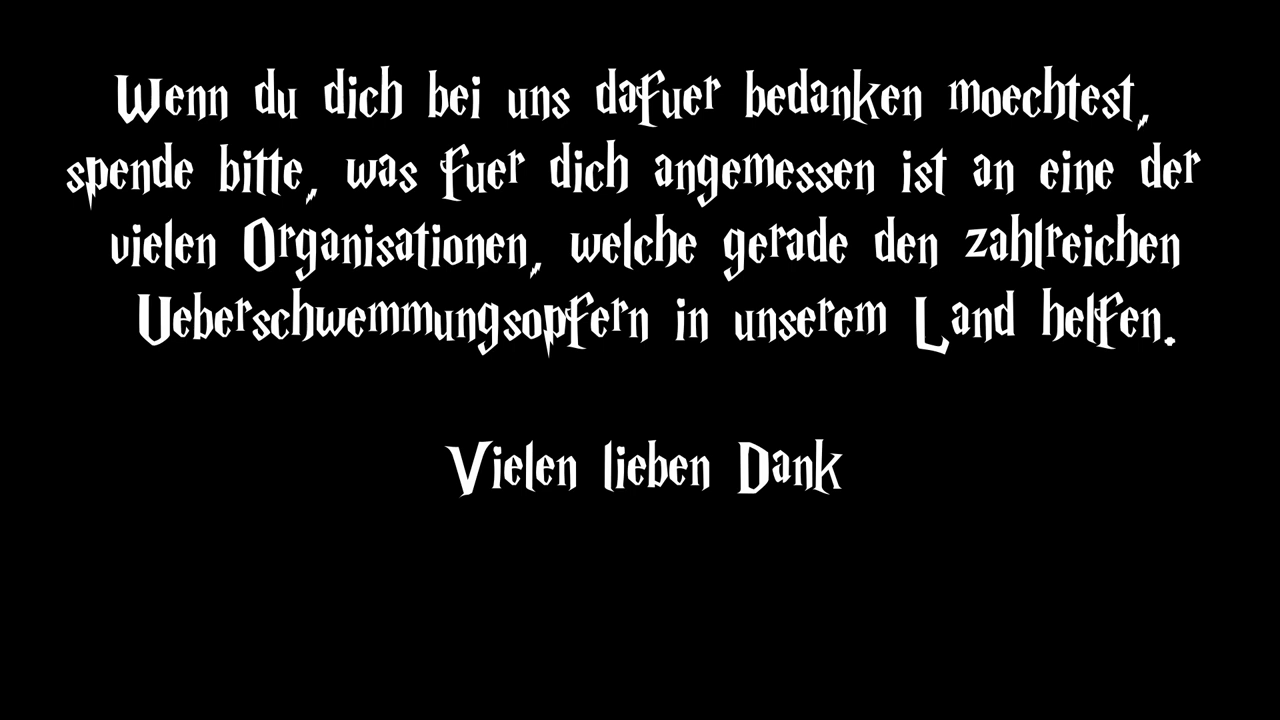 Wenn du dich bei uns dafuer bedanken moechtest,
spende bitte, was fuer dich angemessen ist an eine der
vielen Organisationen, welche gerade den zahlreichen
Ueberschwemmungsopfern in unserem Land helfen.
Vielen lieben Dank